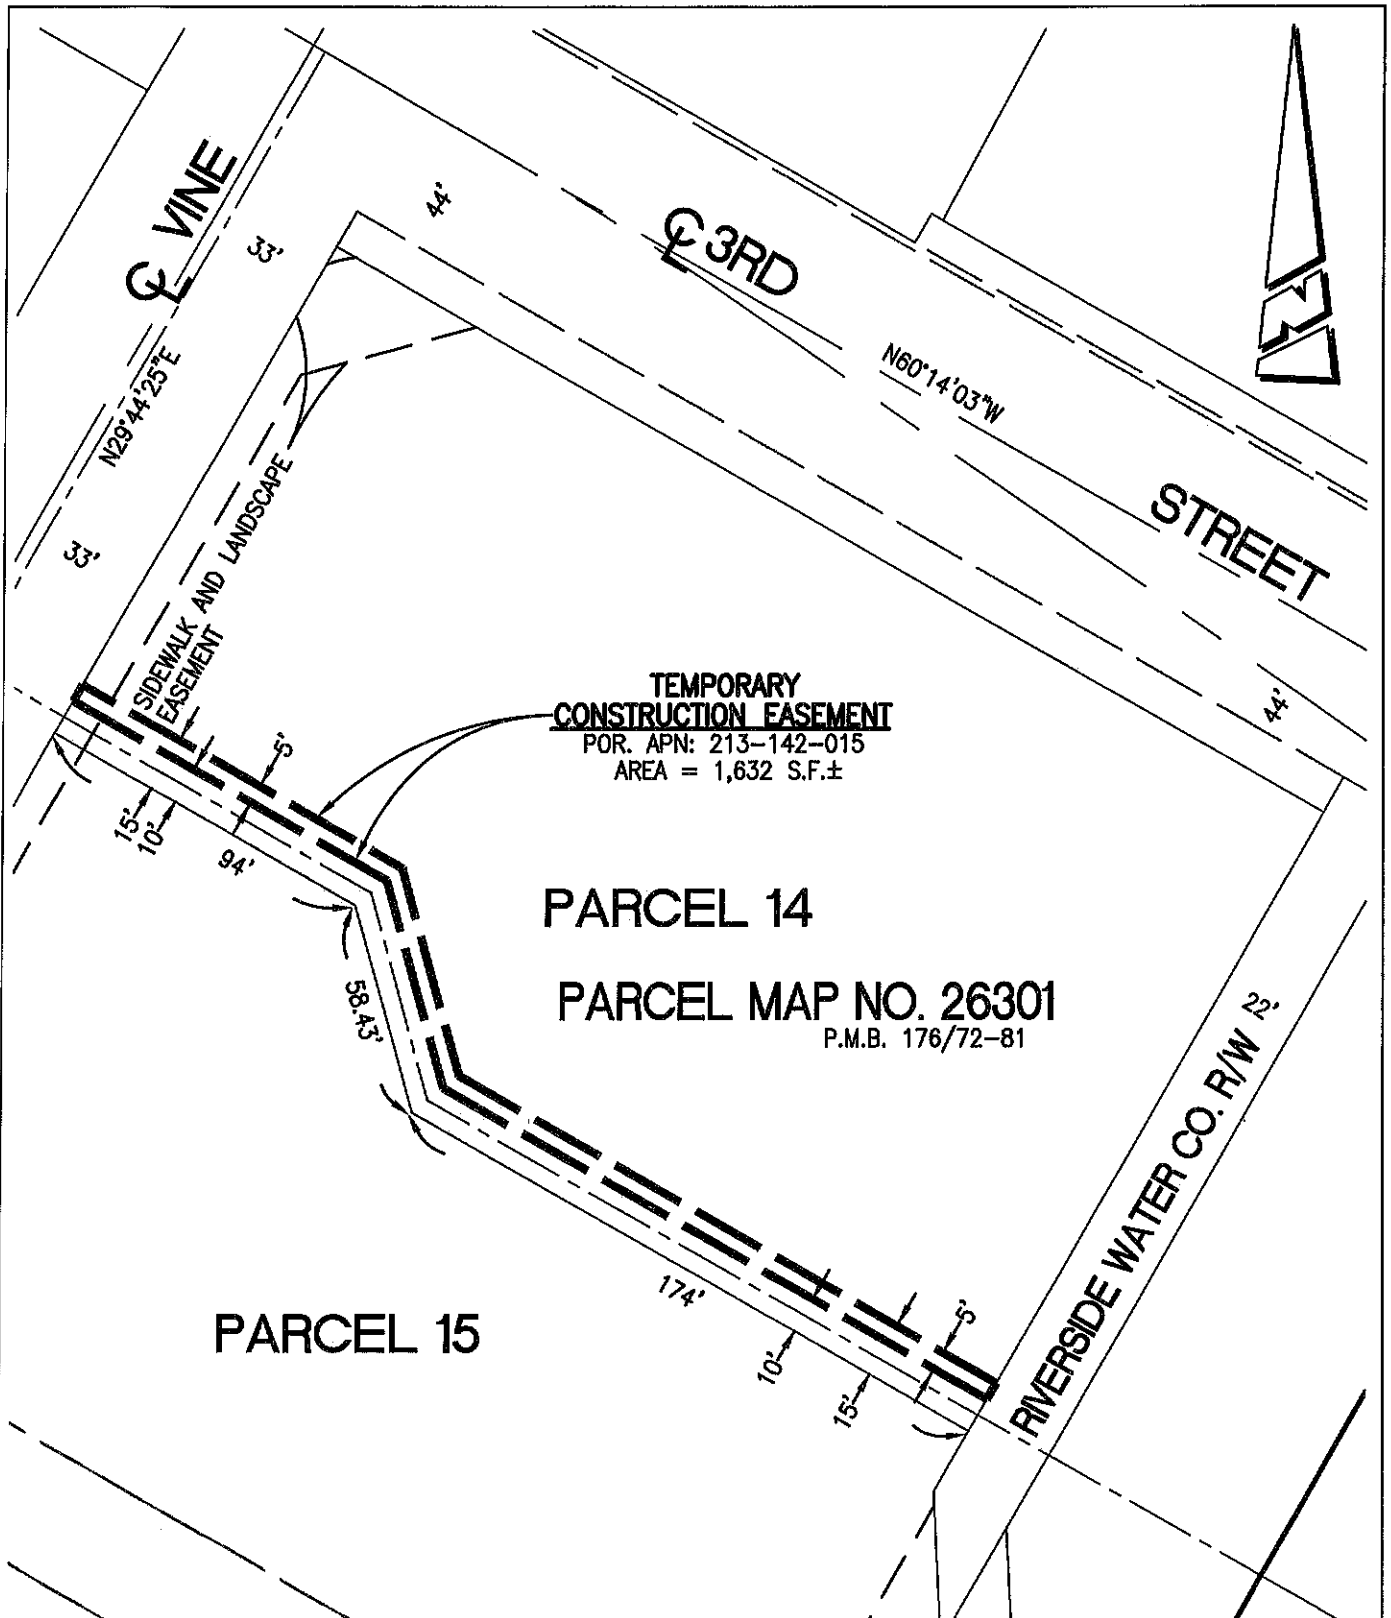 ℄ VINE
33'
44'
℄ 3RD
STREET
N
N29°44'25"E
N60°14'03"W
33'
44'
SIDEWALK AND LANDSCAPE
EASEMENT
TEMPORARY
CONSTRUCTION EASEMENT
POR. APN: 213-142-015
AREA = 1,632 S.F.±
5'
15'
10'
94'
58.43'
PARCEL 14
PARCEL MAP NO. 26301
P.M.B. 176/72-81
22'
RIVERSIDE WATER CO. R/W
174'
PARCEL 15
5'
10'
15'